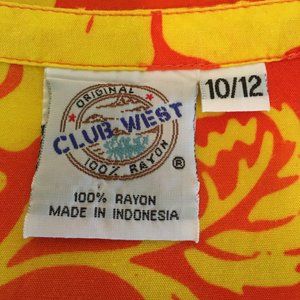 ORIGINAL
CLUB WEST
100% RAYON
®
100% RAYON
MADE IN INDONESIA
10/12